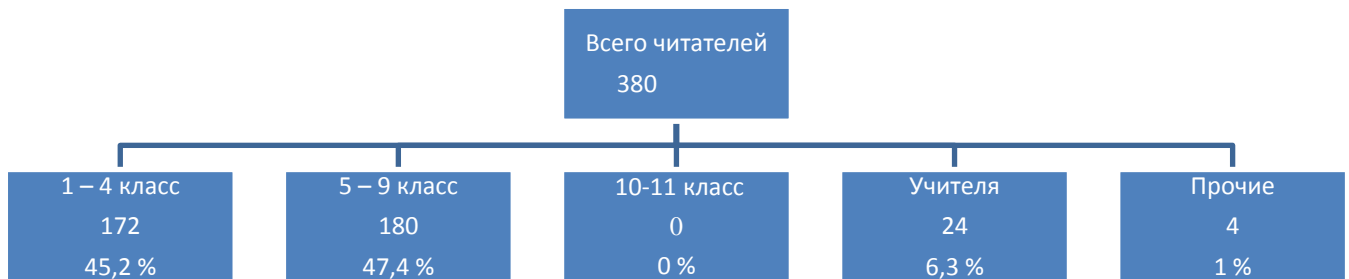 Всего читателей
380
1 – 4 класс
172
45,2 %
5 – 9 класс
180
47,4 %
10-11 класс
0
0 %
Учителя
24
6,3 %
Прочие
4
1 %